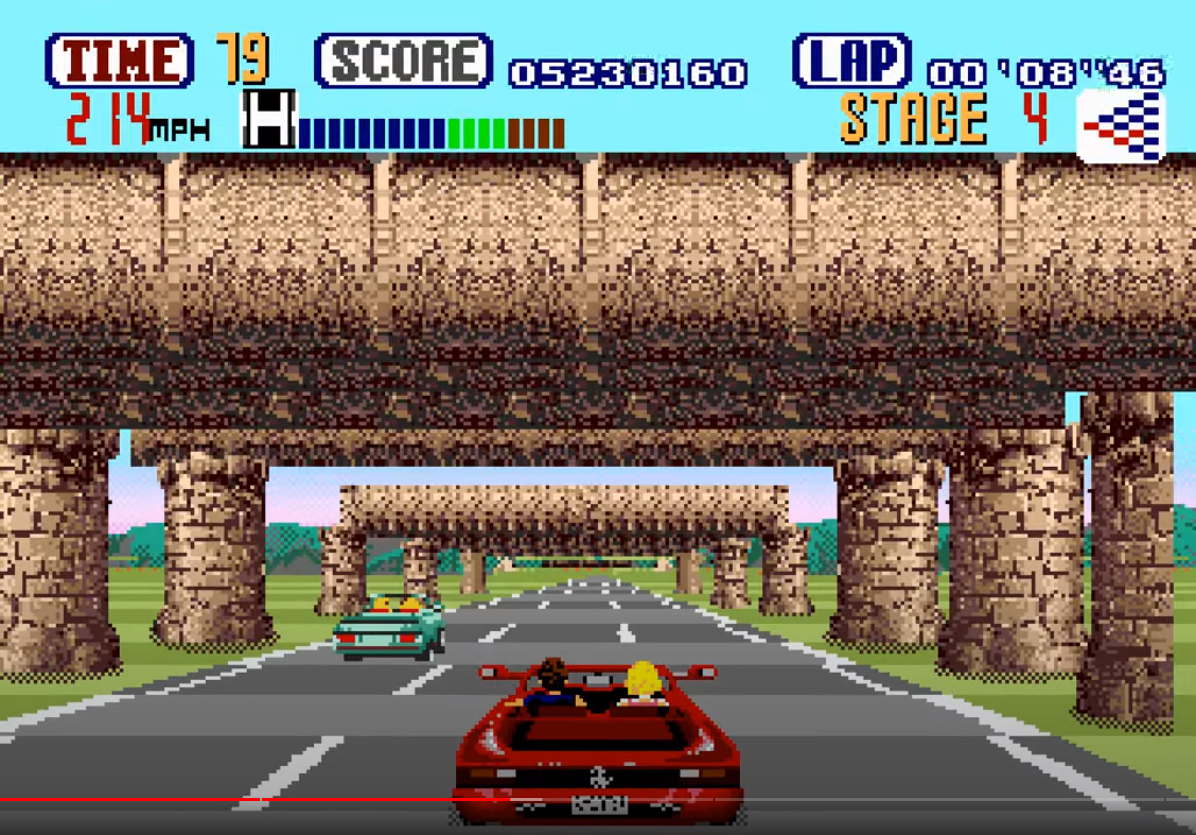 TIME 79 SCORE 05230160 LAP 00'08"46
214 MPH H STAGE 4